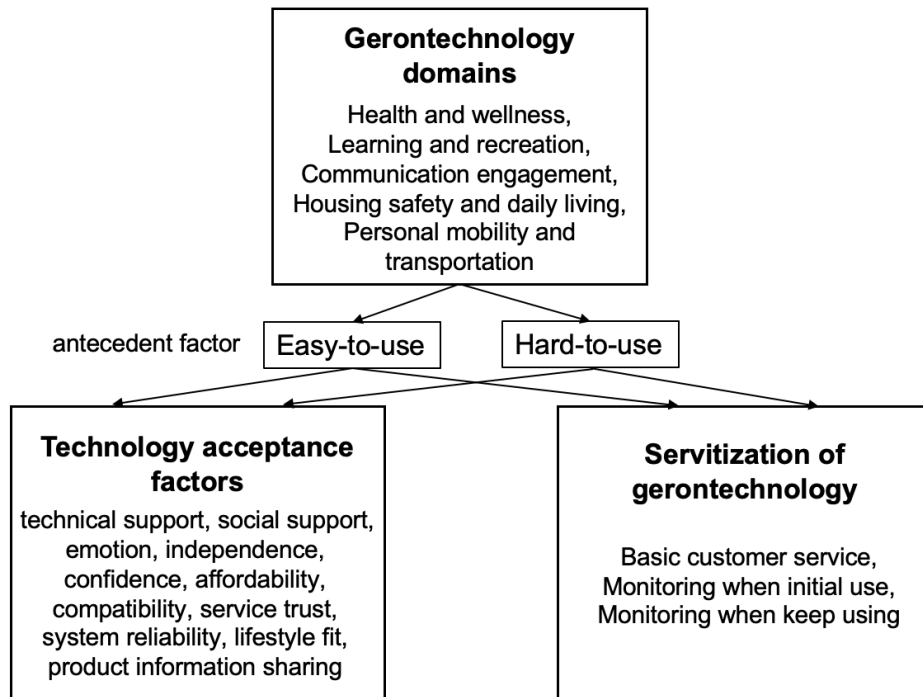 Gerontechnology
domains
Health and wellness,
Learning and recreation,
Communication engagement,
Housing safety and daily living,
Personal mobility and
transportation
antecedent factor
Easy-to-use
Hard-to-use
Technology acceptance
factors
technical support, social support,
emotion, independence,
confidence, affordability,
compatibility, service trust,
system reliability, lifestyle fit,
product information sharing
Servitization of
gerontechnology
Basic customer service,
Monitoring when initial use,
Monitoring when keep using